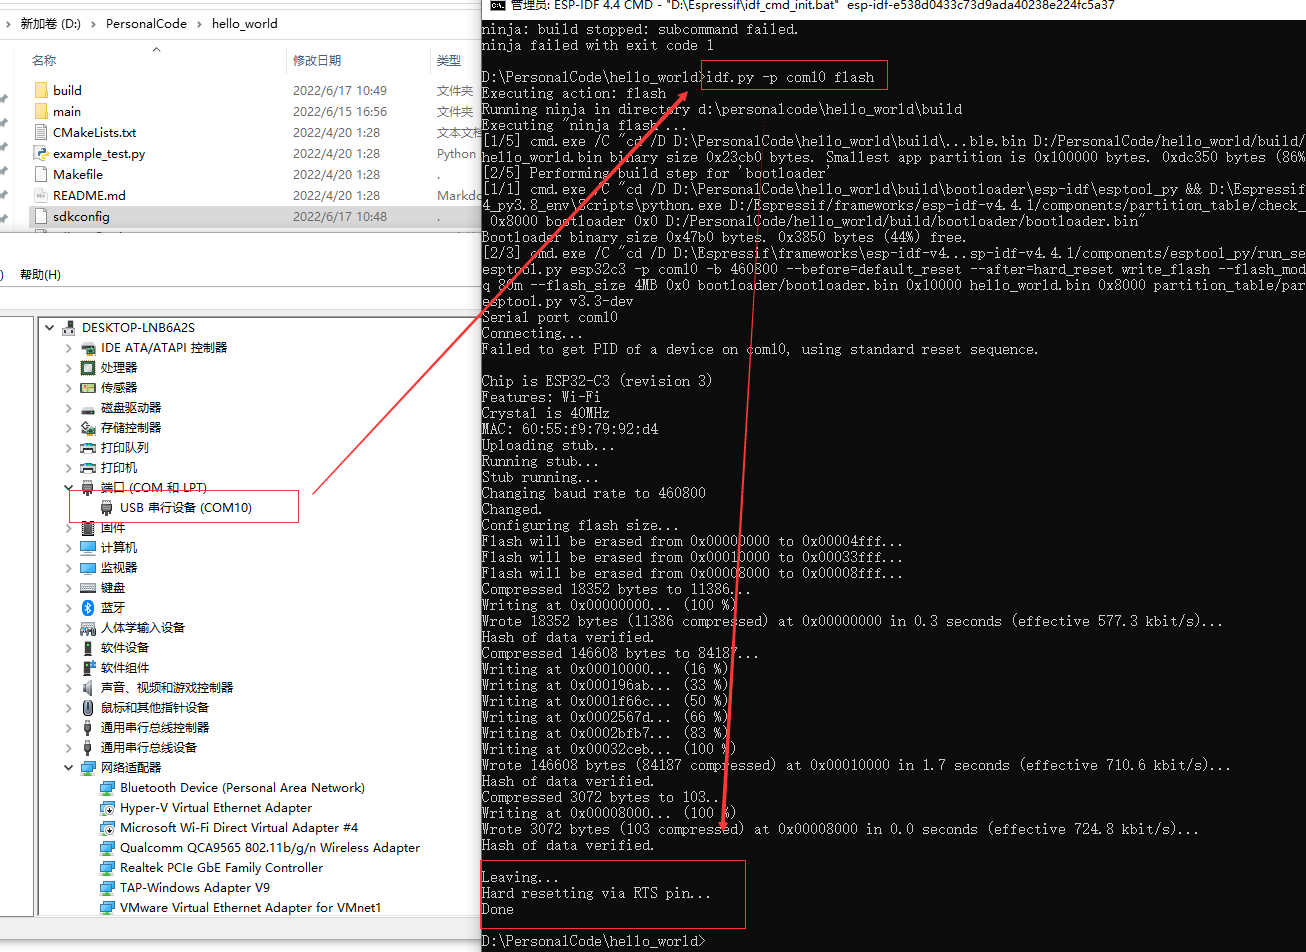 新加卷 (D:) > PersonalCode > hello_world
名称 修改日期 类型
build 2022/6/17 10:49 文件夹
main 2022/6/15 16:56 文件夹
CMakeLists.txt 2022/4/20 1:28 文本文档
example_test.py 2022/4/20 1:28 Python
Makefile 2022/4/20 1:28 .
README.md 2022/4/20 1:28 Markdo
sdkconfig 2022/6/17 10:48 .
) 帮助(H)
DESKTOP-LNB6A2S
IDE ATA/ATAPI 控制器
处理器
传感器
磁盘驱动器
存储控制器
打印队列
打印机
端口 (COM 和 LPT)
USB 串行设备 (COM10)
固件
计算机
监视器
键盘
蓝牙
人体学输入设备
软件设备
软件组件
声音、视频和游戏控制器
鼠标和其他指针设备
通用串行总线控制器
通用串行总线设备
网络适配器
Bluetooth Device (Personal Area Network)
Hyper-V Virtual Ethernet Adapter
Microsoft Wi-Fi Direct Virtual Adapter #4
Qualcomm QCA9565 802.11b/g/n Wireless Adapter
Realtek PCIe GbE Family Controller
TAP-Windows Adapter V9
VMware Virtual Ethernet Adapter for VMnet1
管理员: ESP-IDF 4.4 CMD - "D:\Espressif\idf_cmd_init.bat" esp-idf-e538d0433c73d9ada40238e224fc5a37
ninja: build stopped: subcommand failed.
ninja failed with exit code 1
D:\PersonalCode\hello_world>idf.py -p com10 flash
Executing action: flash
Running ninja in directory d:\personalcode\hello_world\build
Executing "ninja flash"...
[1/5] cmd.exe /C "cd /D D:\PersonalCode\hello_world\build\...ble.bin D:/PersonalCode/hello_world/build/
hello_world.bin binary size 0x23cb0 bytes. Smallest app partition is 0x100000 bytes. 0xdc350 bytes (86%
[2/5] Performing build step for 'bootloader'
[1/1] cmd.exe /C "cd /D D:\PersonalCode\hello_world\build\bootloader\esp-idf\esptool_py && D:\Espressif
4_py3.8_env\Scripts\python.exe D:/Espressif/frameworks/esp-idf-v4.4.1/components/partition_table/check_
0x8000 bootloader 0x0 D:/PersonalCode/hello_world/build/bootloader/bootloader.bin"
Bootloader binary size 0x47b0 bytes. 0x3850 bytes (44%) free.
[2/3] cmd.exe /C "cd /D D:\Espressif\frameworks\esp-idf-v4...sp-idf-v4.4.1/components/esptool_py/run_se
esptool.py esp32c3 -p com10 -b 460800 --before=default_reset --after=hard_reset write_flash --flash_mod
q 80m --flash_size 4MB 0x0 bootloader/bootloader.bin 0x10000 hello_world.bin 0x8000 partition_table/par
esptool.py v3.3-dev
Serial port com10
Connecting...
Failed to get PID of a device on com10, using standard reset sequence.
Chip is ESP32-C3 (revision 3)
Features: Wi-Fi
Crystal is 40MHz
MAC: 60:55:f9:79:92:d4
Uploading stub...
Running stub...
Stub running...
Changing baud rate to 460800
Changed.
Configuring flash size...
Flash will be erased from 0x00000000 to 0x00004fff...
Flash will be erased from 0x00010000 to 0x00033fff...
Flash will be erased from 0x00008000 to 0x00008fff...
Compressed 18352 bytes to 11386...
Writing at 0x00000000... (100 %)
Wrote 18352 bytes (11386 compressed) at 0x00000000 in 0.3 seconds (effective 577.3 kbit/s)...
Hash of data verified.
Compressed 146608 bytes to 84187...
Writing at 0x00010000... (16 %)
Writing at 0x000196ab... (33 %)
Writing at 0x0001f66c... (50 %)
Writing at 0x0002567d... (66 %)
Writing at 0x0002bfb7... (83 %)
Writing at 0x00032ceb... (100 %)
Wrote 146608 bytes (84187 compressed) at 0x00010000 in 1.7 seconds (effective 710.6 kbit/s)...
Hash of data verified.
Compressed 3072 bytes to 103...
Writing at 0x00008000... (100 %)
Wrote 3072 bytes (103 compressed) at 0x00008000 in 0.0 seconds (effective 724.8 kbit/s)...
Hash of data verified.
Leaving...
Hard resetting via RTS pin...
Done
D:\PersonalCode\hello_world>